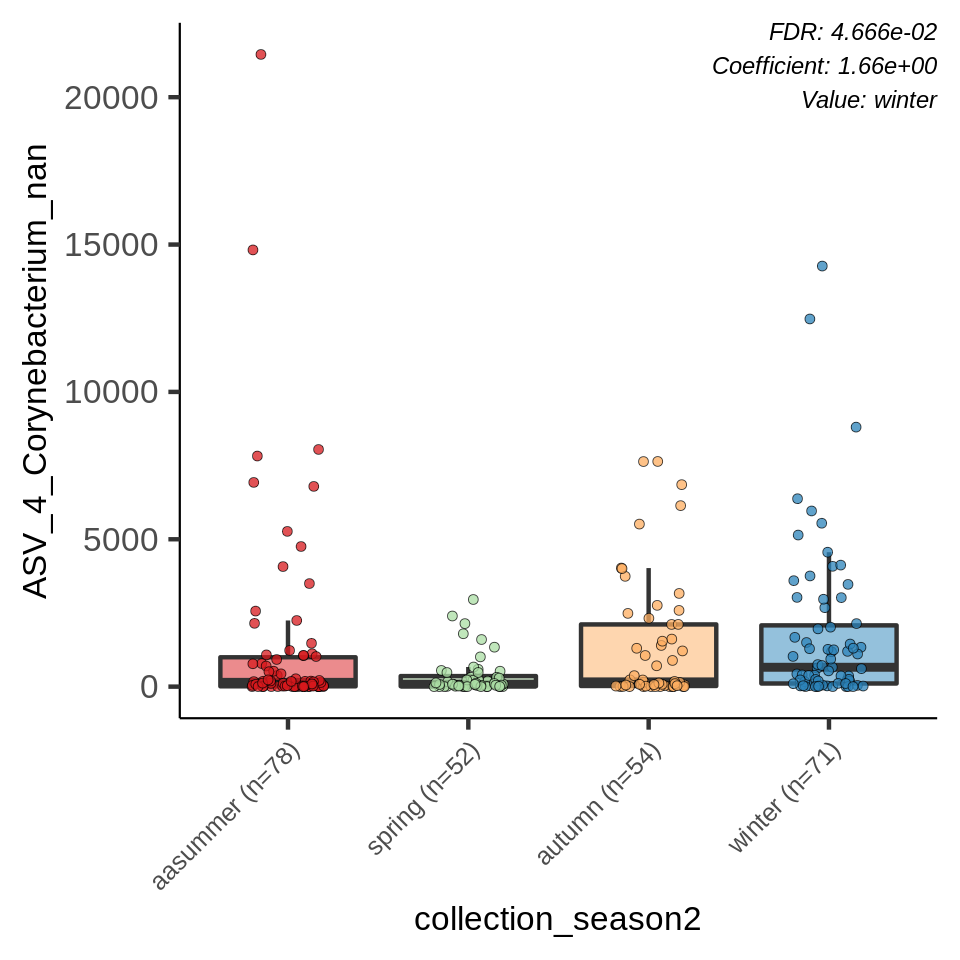 FDR: 4.666e-02
Coefficient: 1.66e+00
Value: winter
ASV_4_Corynebacterium_nan
20000
15000
10000
5000
0
aasummer (n=78)
spring (n=52)
autumn (n=54)
winter (n=71)
collection_season2